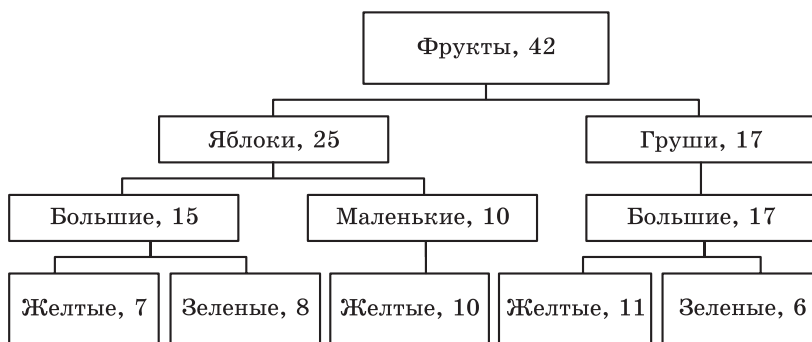 Фрукты, 42
Яблоки, 25
Груши, 17
Большие, 15
Маленькие, 10
Большие, 17
Желтые, 7
Зеленые, 8
Желтые, 10
Желтые, 11
Зеленые, 6